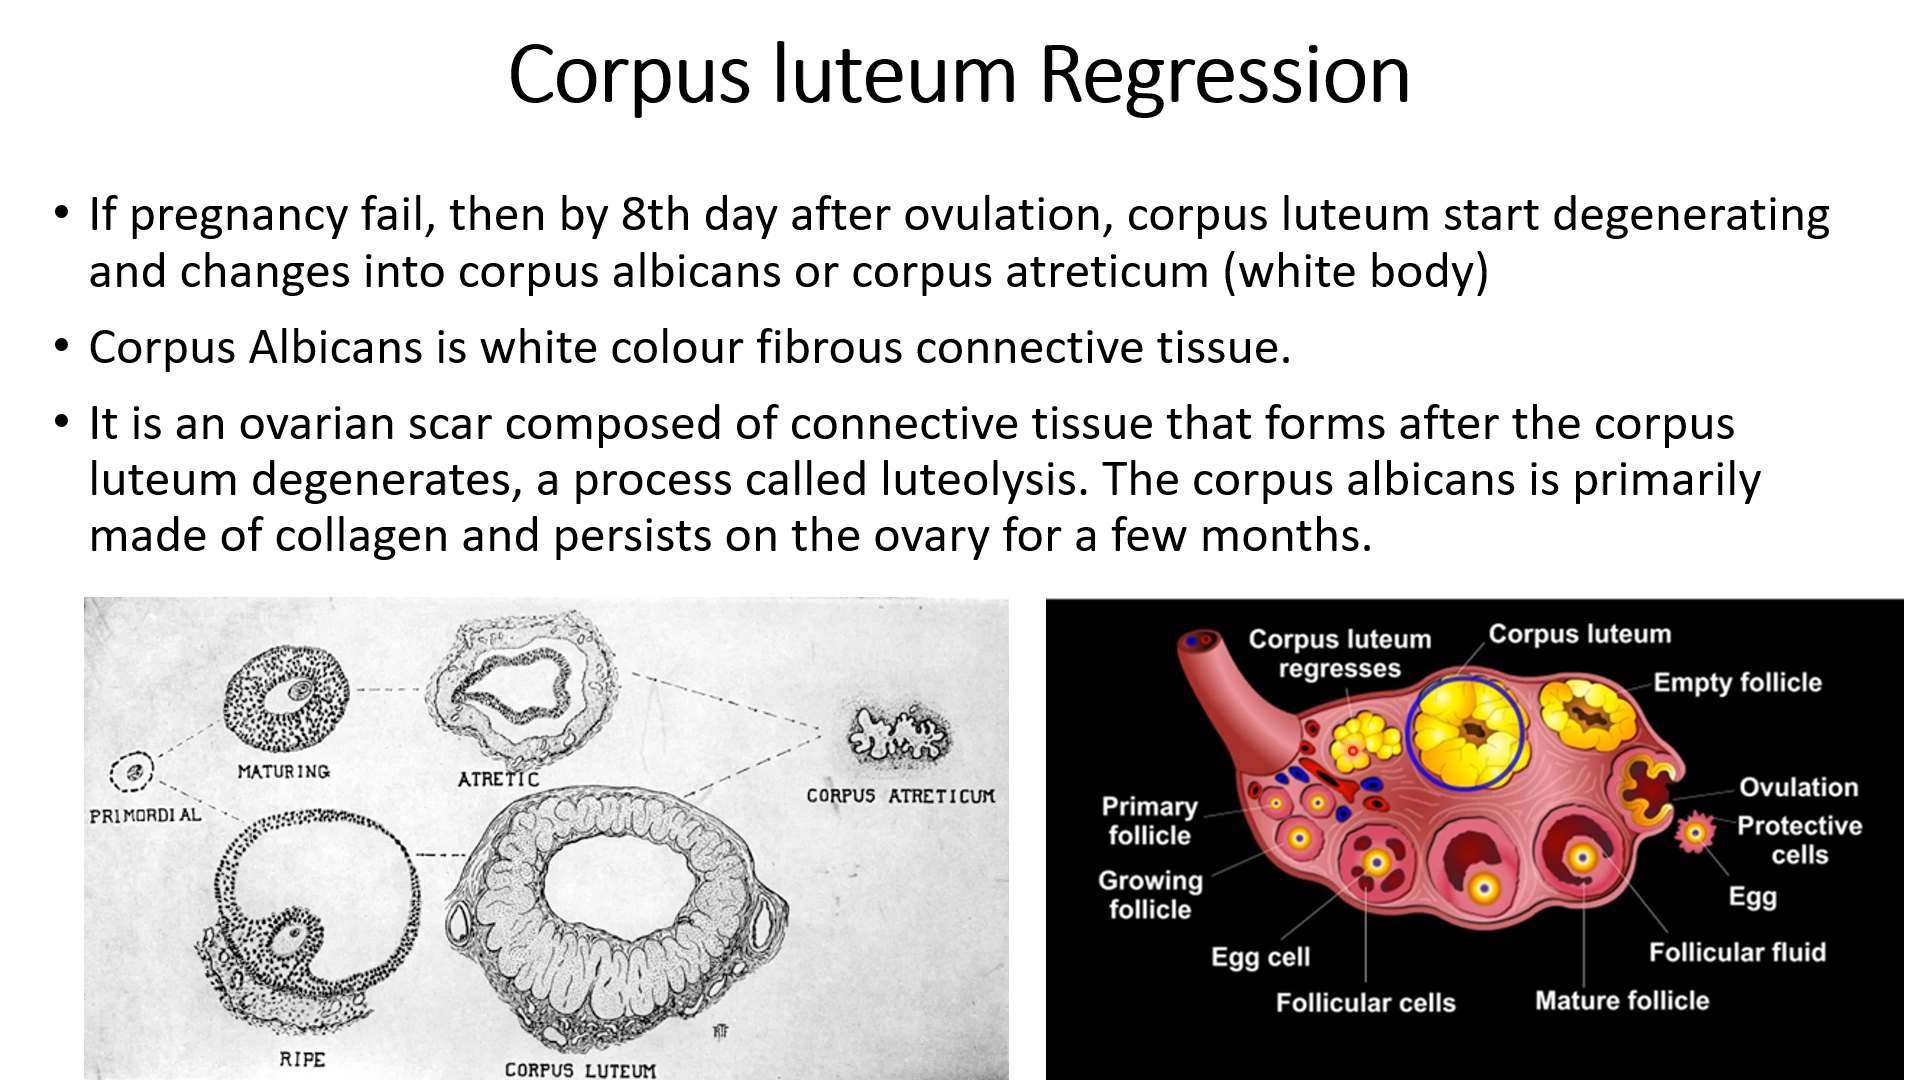 Corpus luteum Regression
• If pregnancy fail, then by 8th day after ovulation, corpus luteum start degenerating
and changes into corpus albicans or corpus atreticum (white body)
• Corpus Albicans is white colour fibrous connective tissue.
• It is an ovarian scar composed of connective tissue that forms after the corpus
luteum degenerates, a process called luteolysis. The corpus albicans is primarily
made of collagen and persists on the ovary for a few months.
MATURING
ATRETIC
PRIMORDIAL
CORPUS ATRETICUM
RIPE
CORPUS LUTEUM
Corpus luteum
regresses
Corpus luteum
Empty follicle
Ovulation
Protective
cells
Egg
Primary
follicle
Growing
follicle
Egg cell
Follicular fluid
Follicular cells
Mature follicle